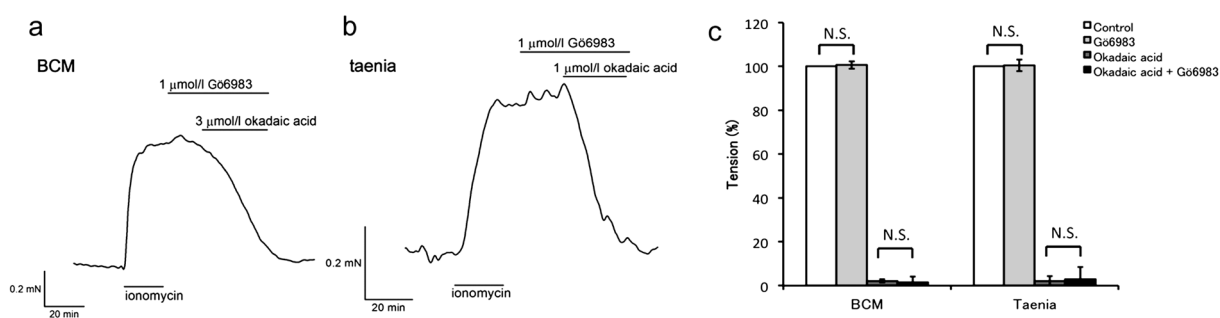 a
BCM
1 μmol/l Gö6983
3 μmol/l okadaic acid
0.2 mN
20 min
ionomycin
b
taenia
1 μmol/l Gö6983
1 μmol/l okadaic acid
0.2 mN
20 min
ionomycin
c
Tension (%)
120
100
80
60
40
20
0
N.S.
N.S.
N.S.
N.S.
BCM
Taenia
Control
Gö6983
Okadaic acid
Okadaic acid + Gö6983